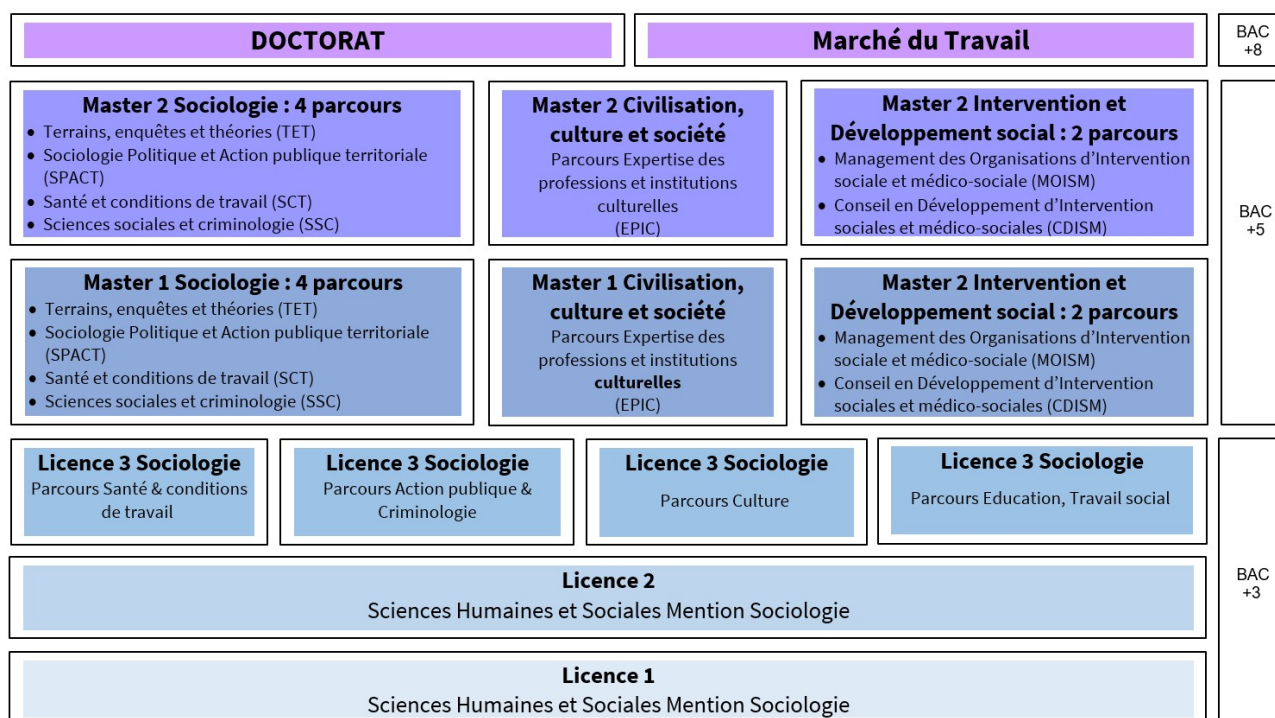 DOCTORAT
Marché du Travail
BAC
+8
Master 2 Sociologie : 4 parcours
• Terrains, enquêtes et théories (TET)
• Sociologie Politique et Action publique territoriale
(SPACT)
• Santé et conditions de travail (SCT)
• Sciences sociales et criminologie (SSC)
Master 2 Civilisation,
culture et société
Parcours Expertise des
professions et institutions
culturelles
(EPIC)
Master 2 Intervention et
Développement social : 2 parcours
• Management des Organisations d’Intervention
sociale et médico-sociale (MOISM)
• Conseil en Développement d’Intervention
sociales et médico-sociales (CDISM)
BAC
+5
Master 1 Sociologie : 4 parcours
• Terrains, enquêtes et théories (TET)
• Sociologie Politique et Action publique territoriale
(SPACT)
• Santé et conditions de travail (SCT)
• Sciences sociales et criminologie (SSC)
Master 1 Civilisation,
culture et société
Parcours Expertise des
professions et institutions
culturelles
(EPIC)
Master 2 Intervention et
Développement social : 2 parcours
• Management des Organisations d’Intervention
sociale et médico-sociale (MOISM)
• Conseil en Développement d’Intervention
sociales et médico-sociales (CDISM)
Licence 3 Sociologie
Parcours Santé & conditions
de travail
Licence 3 Sociologie
Parcours Action publique &
Criminologie
Licence 3 Sociologie
Parcours Culture
Licence 3 Sociologie
Parcours Education, Travail social
BAC
+3
Licence 2
Sciences Humaines et Sociales Mention Sociologie
Licence 1
Sciences Humaines et Sociales Mention Sociologie